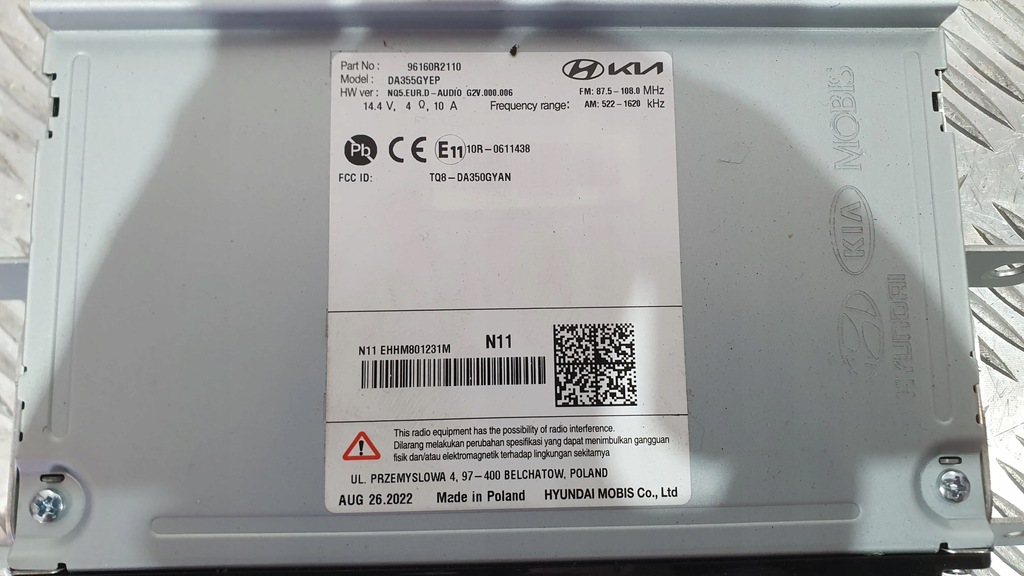 Part No : 96160R2110
Model : DA355GYEP
HW ver : NQ5.EUR.D-AUDIO G2V.000.006
14.4 V, 4 Ω, 10 A
KIA
FM: 87.5-108.0 MHz
Frequency range: AM: 522-1620 kHz
Pb CE E11 10R-0611438
FCC ID: TQ8-DA350GYAN
N11 EHHM801231M N11
This radio equipment has the possibility of radio interference.
Dilarang melakukan perubahan spesifikasi yang dapat menimbulkan gangguan
fisik dan/atau elektromagnetik terhadap lingkungan sekitarnya
UL. PRZEMYSLOWA 4, 97-400 BELCHATOW, POLAND
AUG 26.2022 Made in Poland HYUNDAI MOBIS Co., Ltd
MOBIS
KIA
HYUNDAI